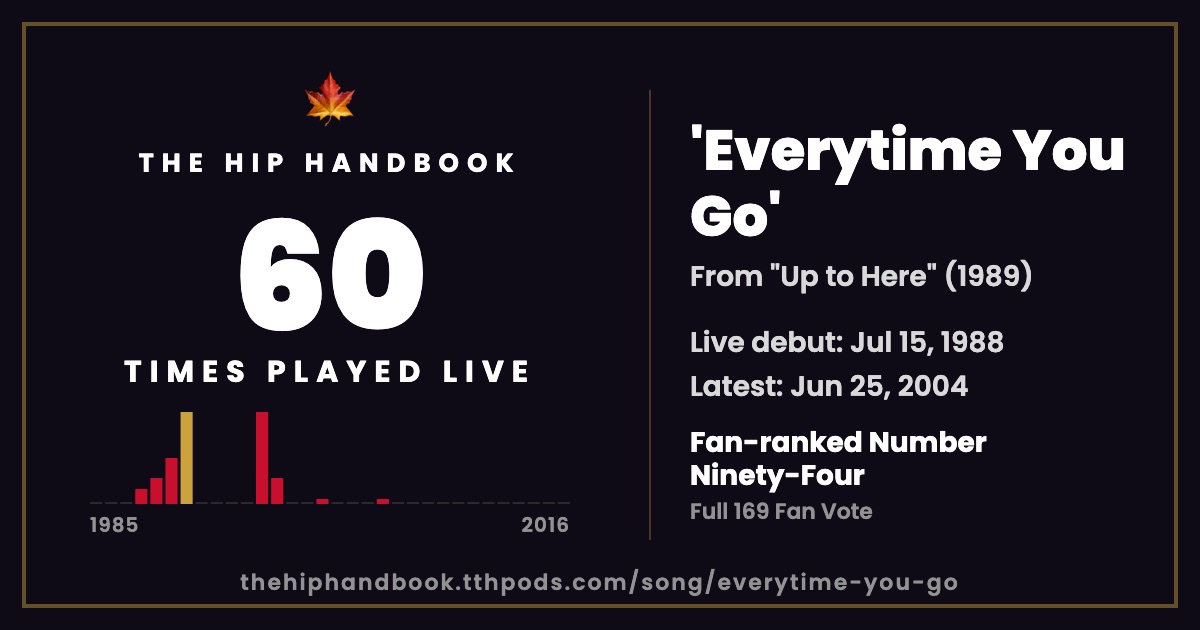 THE HIP HANDBOOK
60
TIMES PLAYED LIVE
1985
2016
'Everytime You
Go'
From "Up to Here" (1989)
Live debut: Jul 15, 1988
Latest: Jun 25, 2004
Fan-ranked Number
Ninety-Four
Full 169 Fan Vote
thehiphandbook.tthpods.com/song/everytime-you-go